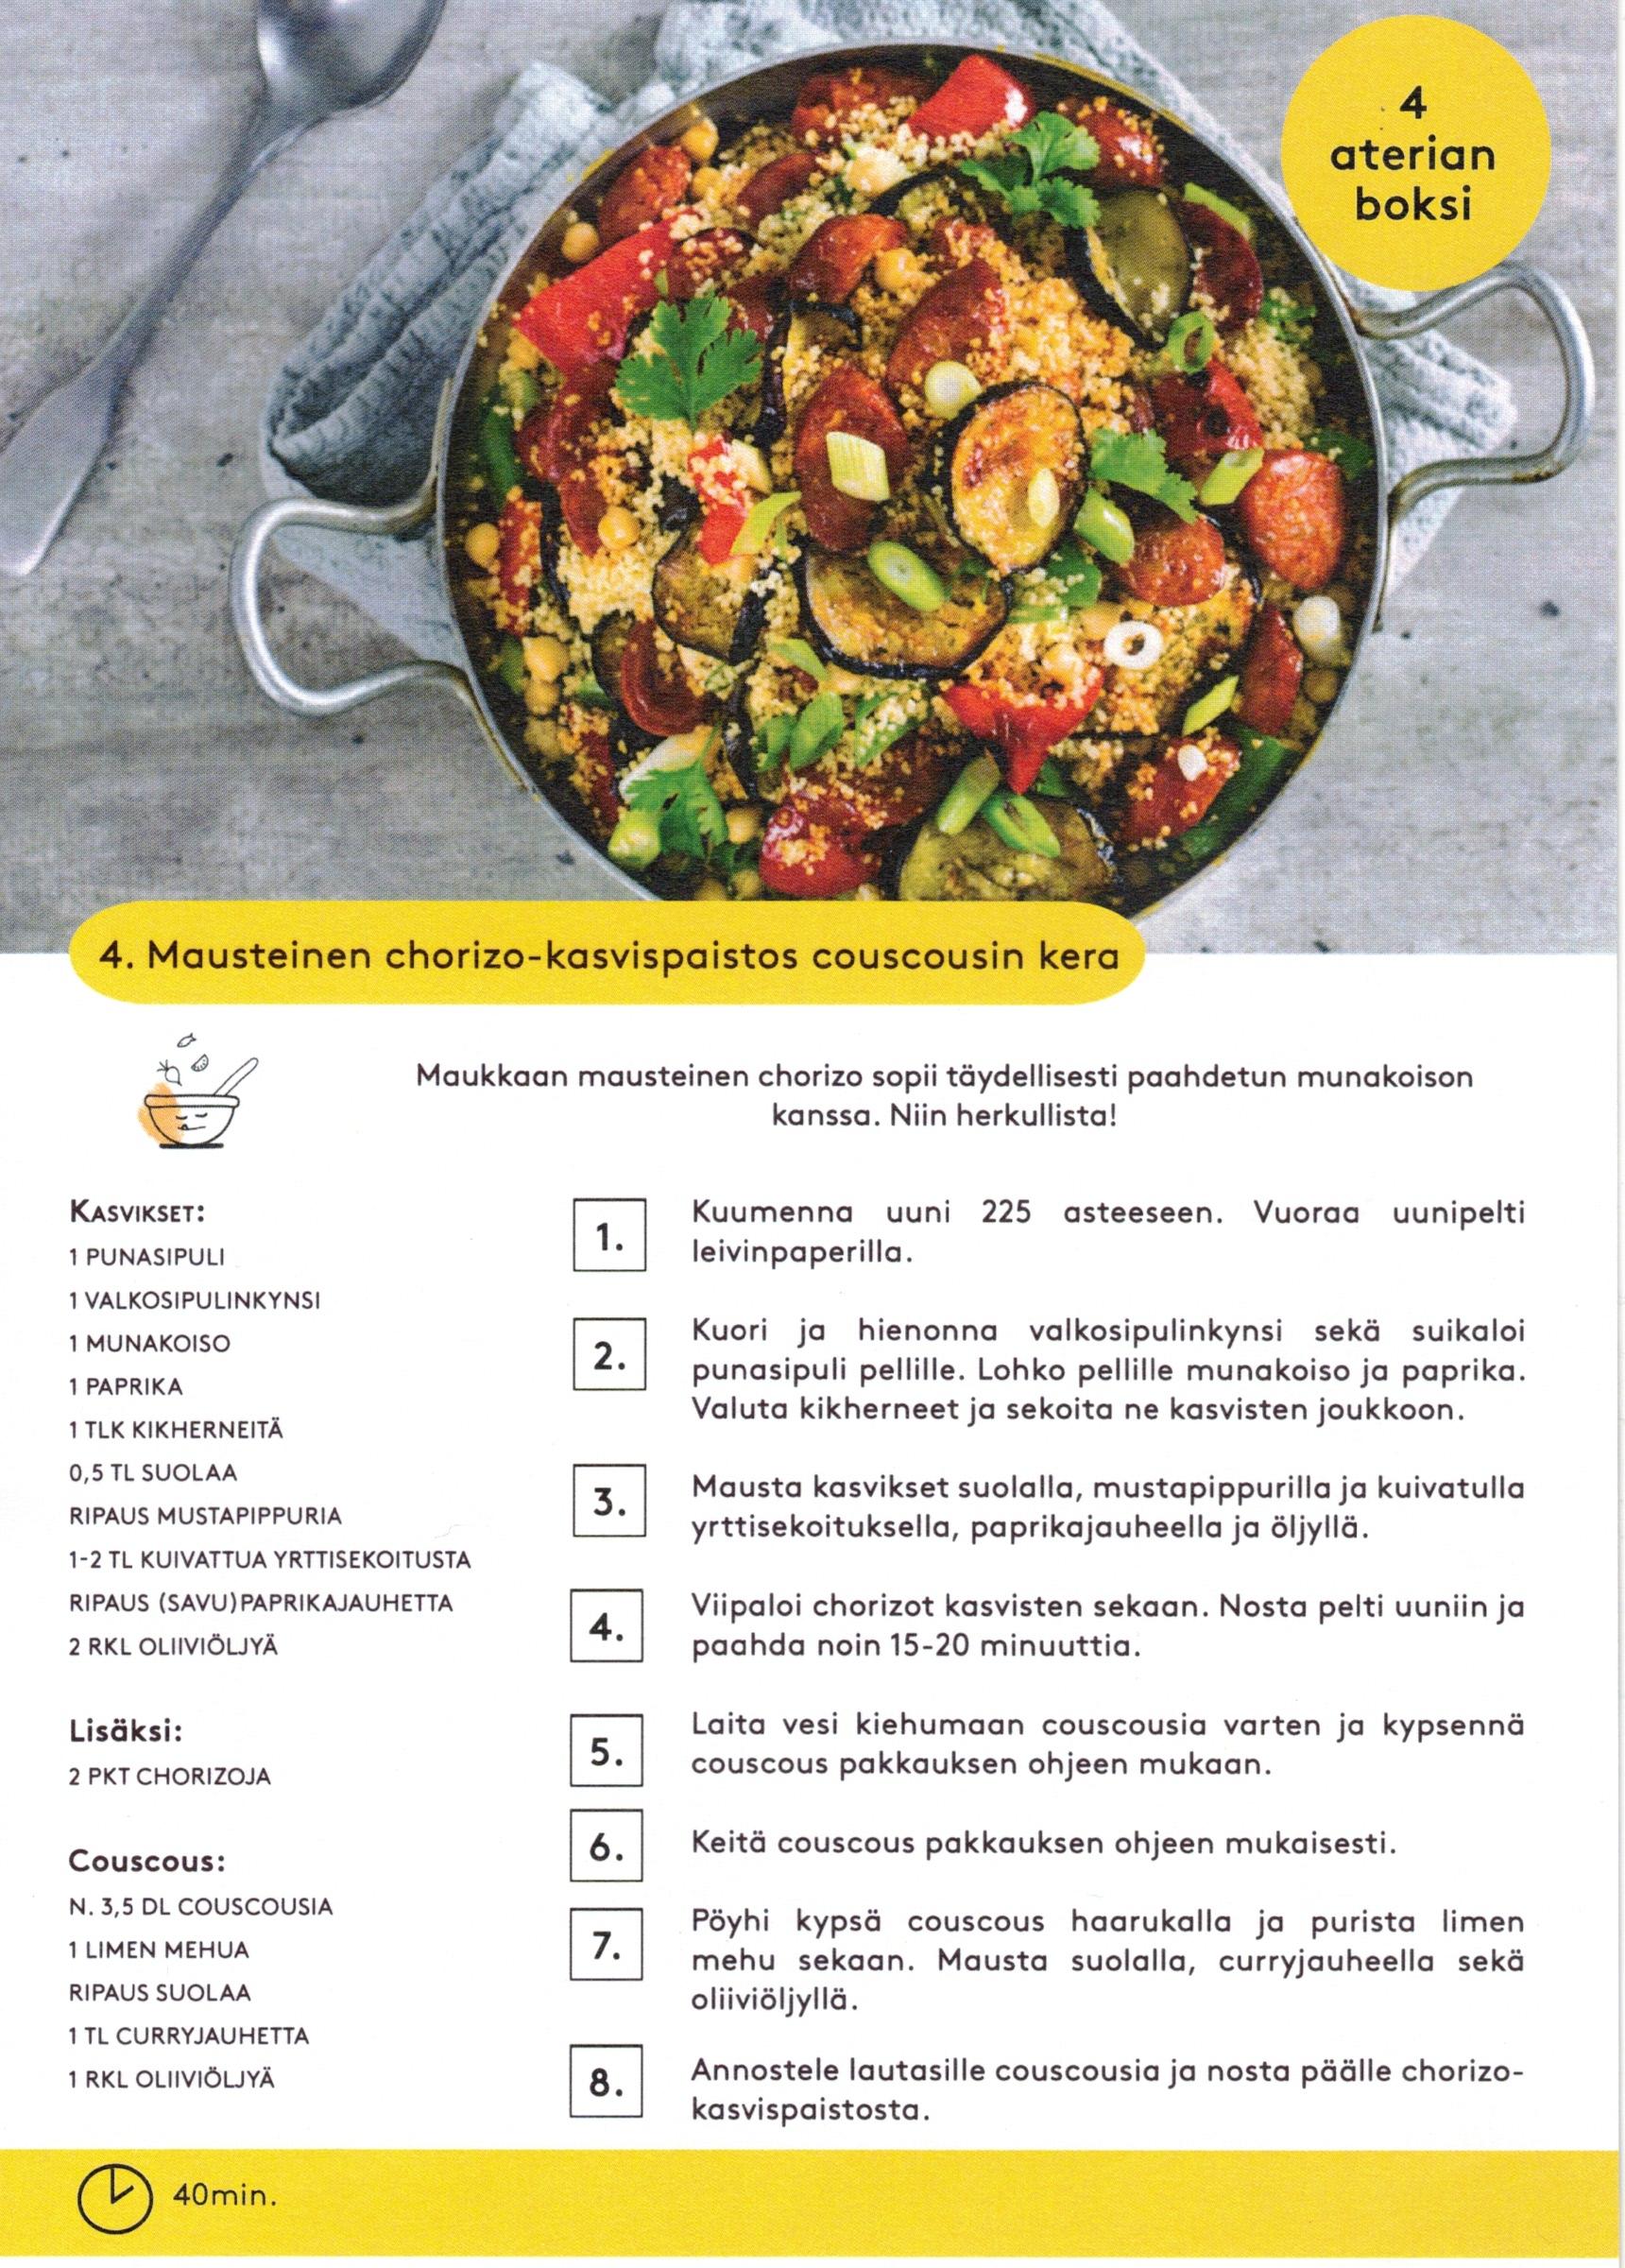 4
aterian
boksi
4. Mausteinen chorizo-kasvispaistos couscousin kera
Maukkaan mausteinen chorizo sopii täydellisesti paahdetun munakoison
kanssa. Niin herkullista!
KASVIKSET:
1 PUNASIPULI
1 VALKOSIPULINKYNSI
1 MUNAKOISO
1 PAPRIKA
1 TLK KIKHERNEITÄ
0,5 TL SUOLAA
RIPAUS MUSTAPIPPURIA
1-2 TL KUIVATTUA YRTTISEKOITUSTA
RIPAUS (SAVU)PAPRIKAJAUHETTA
2 RKL OLIIVIÖLJYÄ
Lisäksi:
2 PKT CHORIZOJA
Couscous:
N. 3,5 DL COUSCOUSIA
1 LIMEN MEHUA
RIPAUS SUOLAA
1 TL CURRYJAUHETTA
1 RKL OLIIVIÖLJYÄ
1.
Kuumenna uuni 225 asteeseen. Vuoraa uunipelti
leivinpaperilla.
2.
Kuori ja hienonna valkosipulinkynsi sekä suikaloi
punasipuli pellille. Lohko pellille munakoiso ja paprika.
Valuta kikherneet ja sekoita ne kasvisten joukkoon.
3.
Mausta kasvikset suolalla, mustapippurilla ja kuivatulla
yrttisekoituksella, paprikajauheella ja öljyllä.
4.
Viipaloi chorizot kasvisten sekaan. Nosta pelti uuniin ja
paahda noin 15-20 minuuttia.
5.
Laita vesi kiehumaan couscousia varten ja kypsennä
couscous pakkauksen ohjeen mukaan.
6.
Keitä couscous pakkauksen ohjeen mukaisesti.
7.
Pöyhi kypsä couscous haarukalla ja purista limen
mehu sekaan. Mausta suolalla, curryjauheella sekä
oliiviöljyllä.
8.
Annostele lautasille couscousia ja nosta päälle chorizo-
kasvispaistosta.
40min.